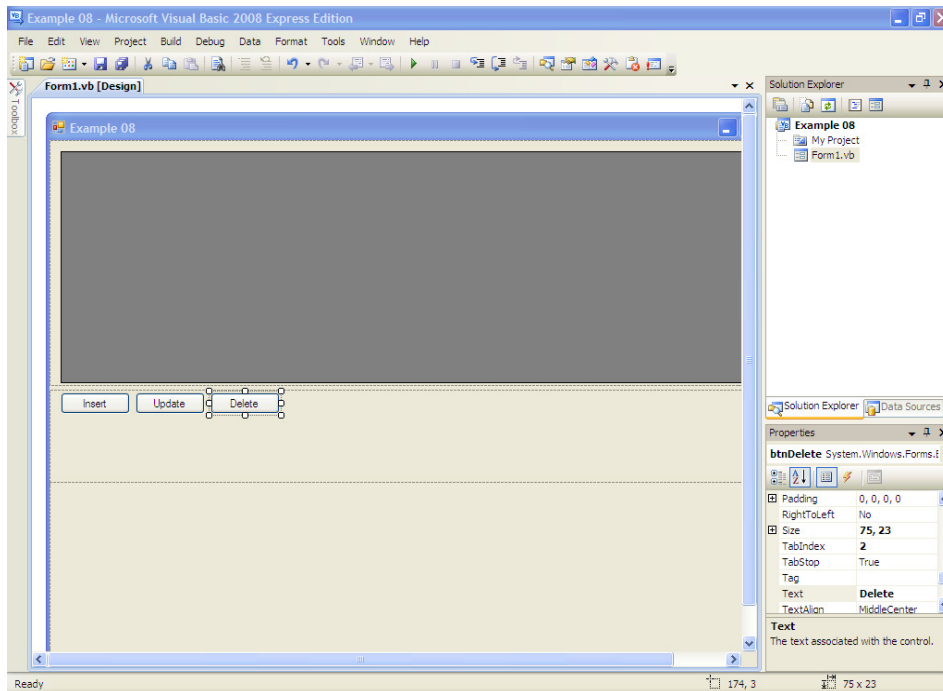 Example 08 - Microsoft Visual Basic 2008 Express Edition
File Edit View Project Build Debug Data Format Tools Window Help
Toolbox
Form1.vb [Design]
Example 08
Insert Update Delete
Solution Explorer
Example 08
My Project
Form1.vb
Solution Explorer Data Sources
Properties
btnDelete System.Windows.Forms.
Padding 0, 0, 0, 0
RightToLeft No
Size 75, 23
TabIndex 2
TabStop True
Tag
Text Delete
TextAlign MiddleCenter
Text
The text associated with the control.
Ready 174, 3 75 x 23